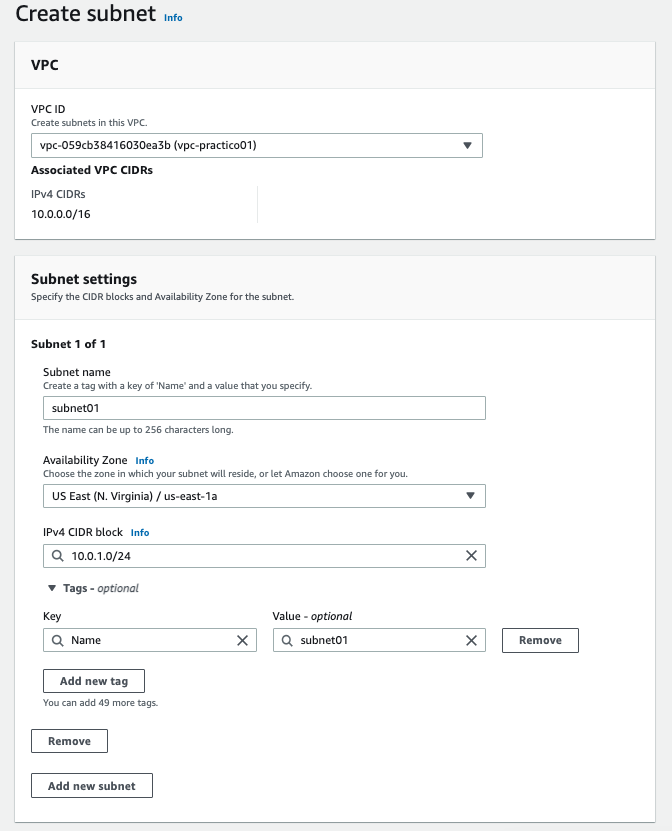 Create subnet Info
VPC
VPC ID
Create subnets in this VPC.
vpc-059cb38416030ea3b (vpc-practico01)
Associated VPC CIDRs
IPv4 CIDRs
10.0.0.0/16
Subnet settings
Specify the CIDR blocks and Availability Zone for the subnet.
Subnet 1 of 1
Subnet name
Create a tag with a key of 'Name' and a value that you specify.
subnet01
The name can be up to 256 characters long.
Availability Zone Info
Choose the zone in which your subnet will reside, or let Amazon choose one for you.
US East (N. Virginia) / us-east-1a
IPv4 CIDR block Info
10.0.1.0/24
Tags - optional
Key Value - optional
Name subnet01 Remove
Add new tag
You can add 49 more tags.
Remove
Add new subnet